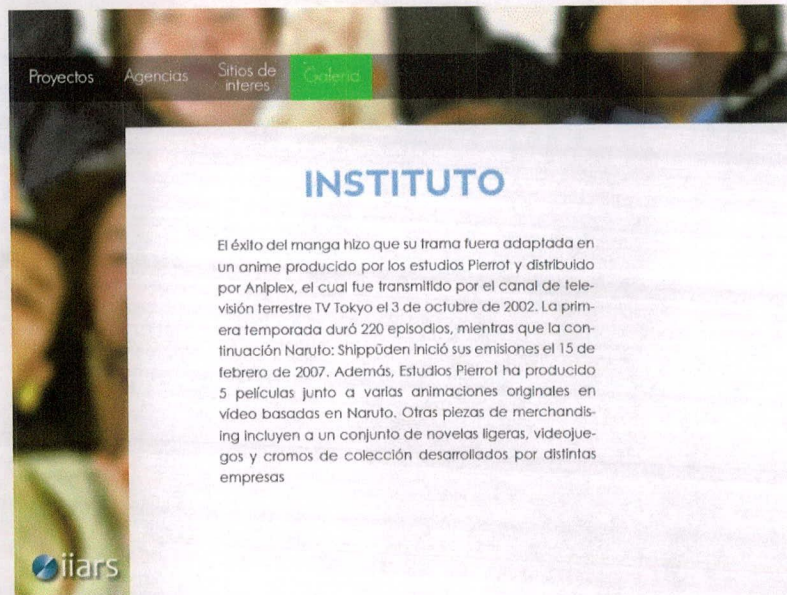 Proyectos Agencias Sitios de interes Galeria
INSTITUTO
El éxito del manga hizo que su trama fuera adaptada en
un anime producido por los estudios Pierrot y distribuido
por Aniplex, el cual fue transmitido por el canal de tele-
visión terrestre TV Tokyo el 3 de octubre de 2002. La prim-
era temporada duró 220 episodios, mientras que la con-
tinuación Naruto: Shippūden inició sus emisiones el 15 de
febrero de 2007. Además, Estudios Pierrot ha producido
5 películas junto a varias animaciones originales en
vídeo basadas en Naruto. Otras piezas de merchandis-
ing incluyen a un conjunto de novelas ligeras, videojue-
gos y cromos de colección desarrollados por distintas
empresas
iiars